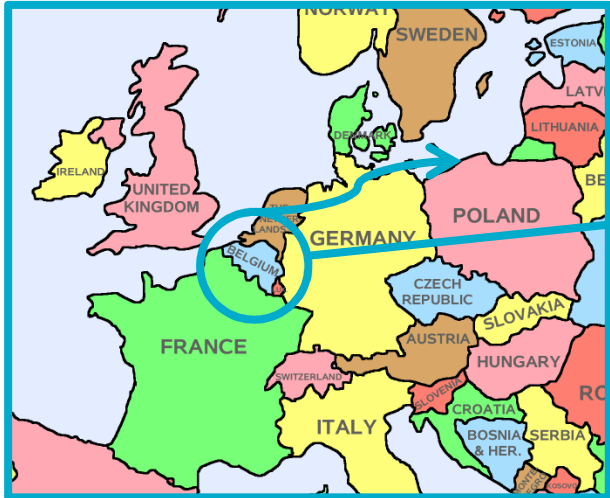 NORWAY
SWEDEN
ESTONIA
LATV
LITHUANIA
DENMARK
IRELAND
UNITED
KINGDOM
THE
NETHER
LANDS
BE
POLAND
GERMANY
BELGIUM
CZECH
REPUBLIC
SLOVAKIA
FRANCE
AUSTRIA
HUNGARY
SWITZERLAND
SLOVENIA
RO
CROATIA
ITALY
BOSNIA
& HER.
SERBIA
KOSOVO